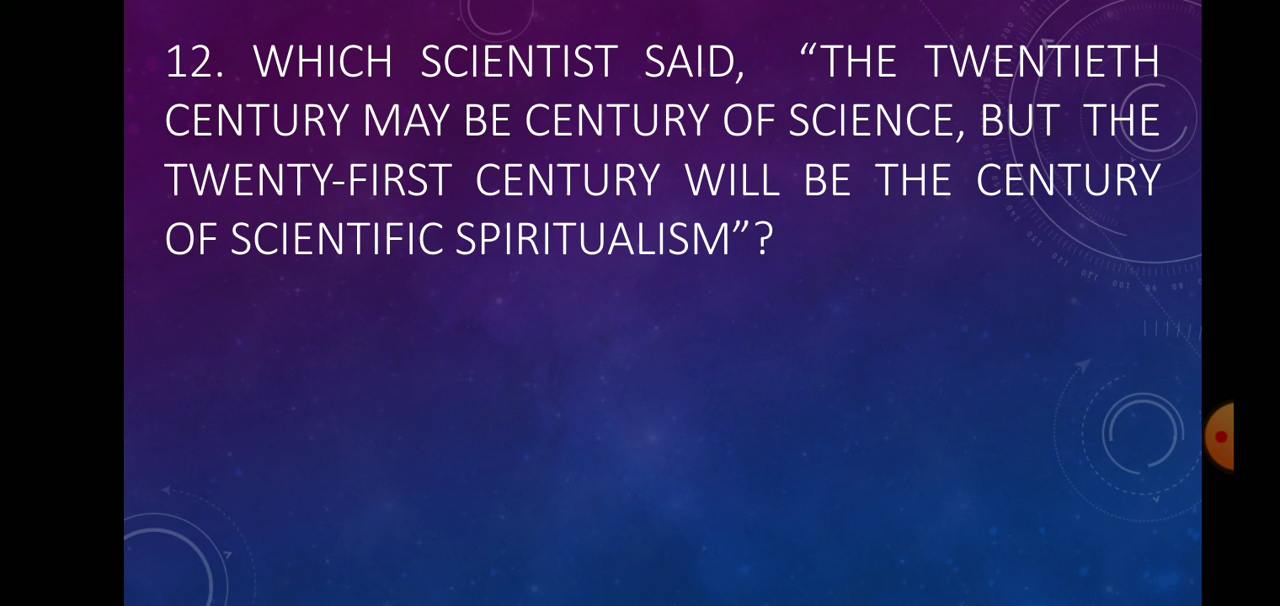 12. WHICH SCIENTIST SAID, “THE TWENTIETH
CENTURY MAY BE CENTURY OF SCIENCE, BUT THE
TWENTY-FIRST CENTURY WILL BE THE CENTURY
OF SCIENTIFIC SPIRITUALISM”?